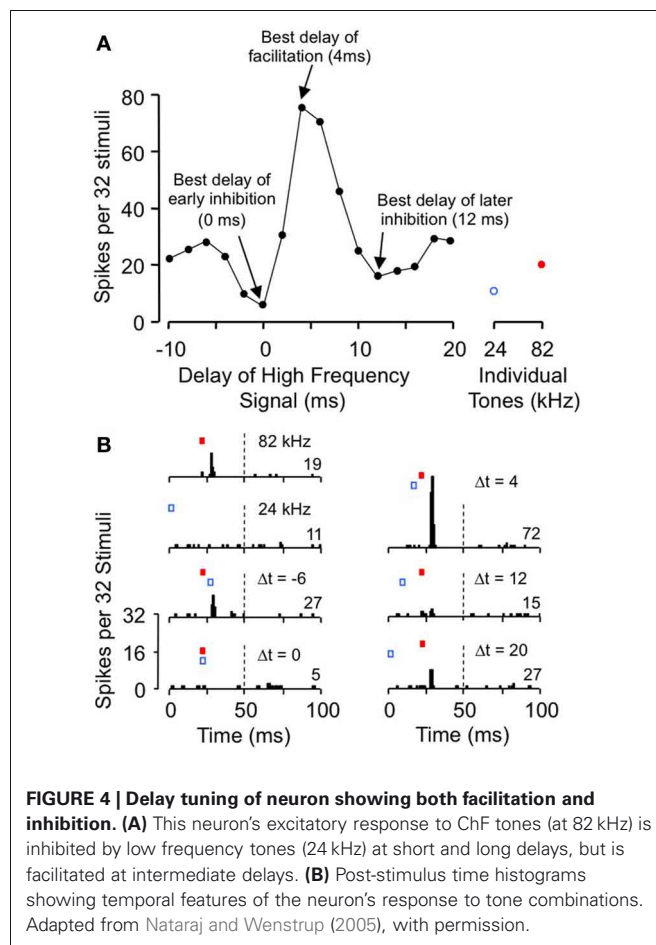 A
Best delay of
facilitation (4ms)
80
60
40
20
0
Spikes per 32 stimuli
Best delay of
early inhibition
(0 ms)
Best delay of later
inhibition (12 ms)
-10 0 10 20 24 82
Delay of High Frequency
Signal (ms)
Individual
Tones (kHz)
B
82 kHz
19
24 kHz
11
Δt = -6
27
Δt = 0
5
Δt = 4
72
Δt = 12
15
Δt = 20
27
Spikes per 32 Stimuli
32
16
0
0 50 100
Time (ms)
0 50 100
Time (ms)
FIGURE 4 | Delay tuning of neuron showing both facilitation and
inhibition. (A) This neuron's excitatory response to ChF tones (at 82 kHz) is
inhibited by low frequency tones (24 kHz) at short and long delays, but is
facilitated at intermediate delays. (B) Post-stimulus time histograms
showing temporal features of the neuron's response to tone combinations.
Adapted from Nataraj and Wenstrup (2005), with permission.